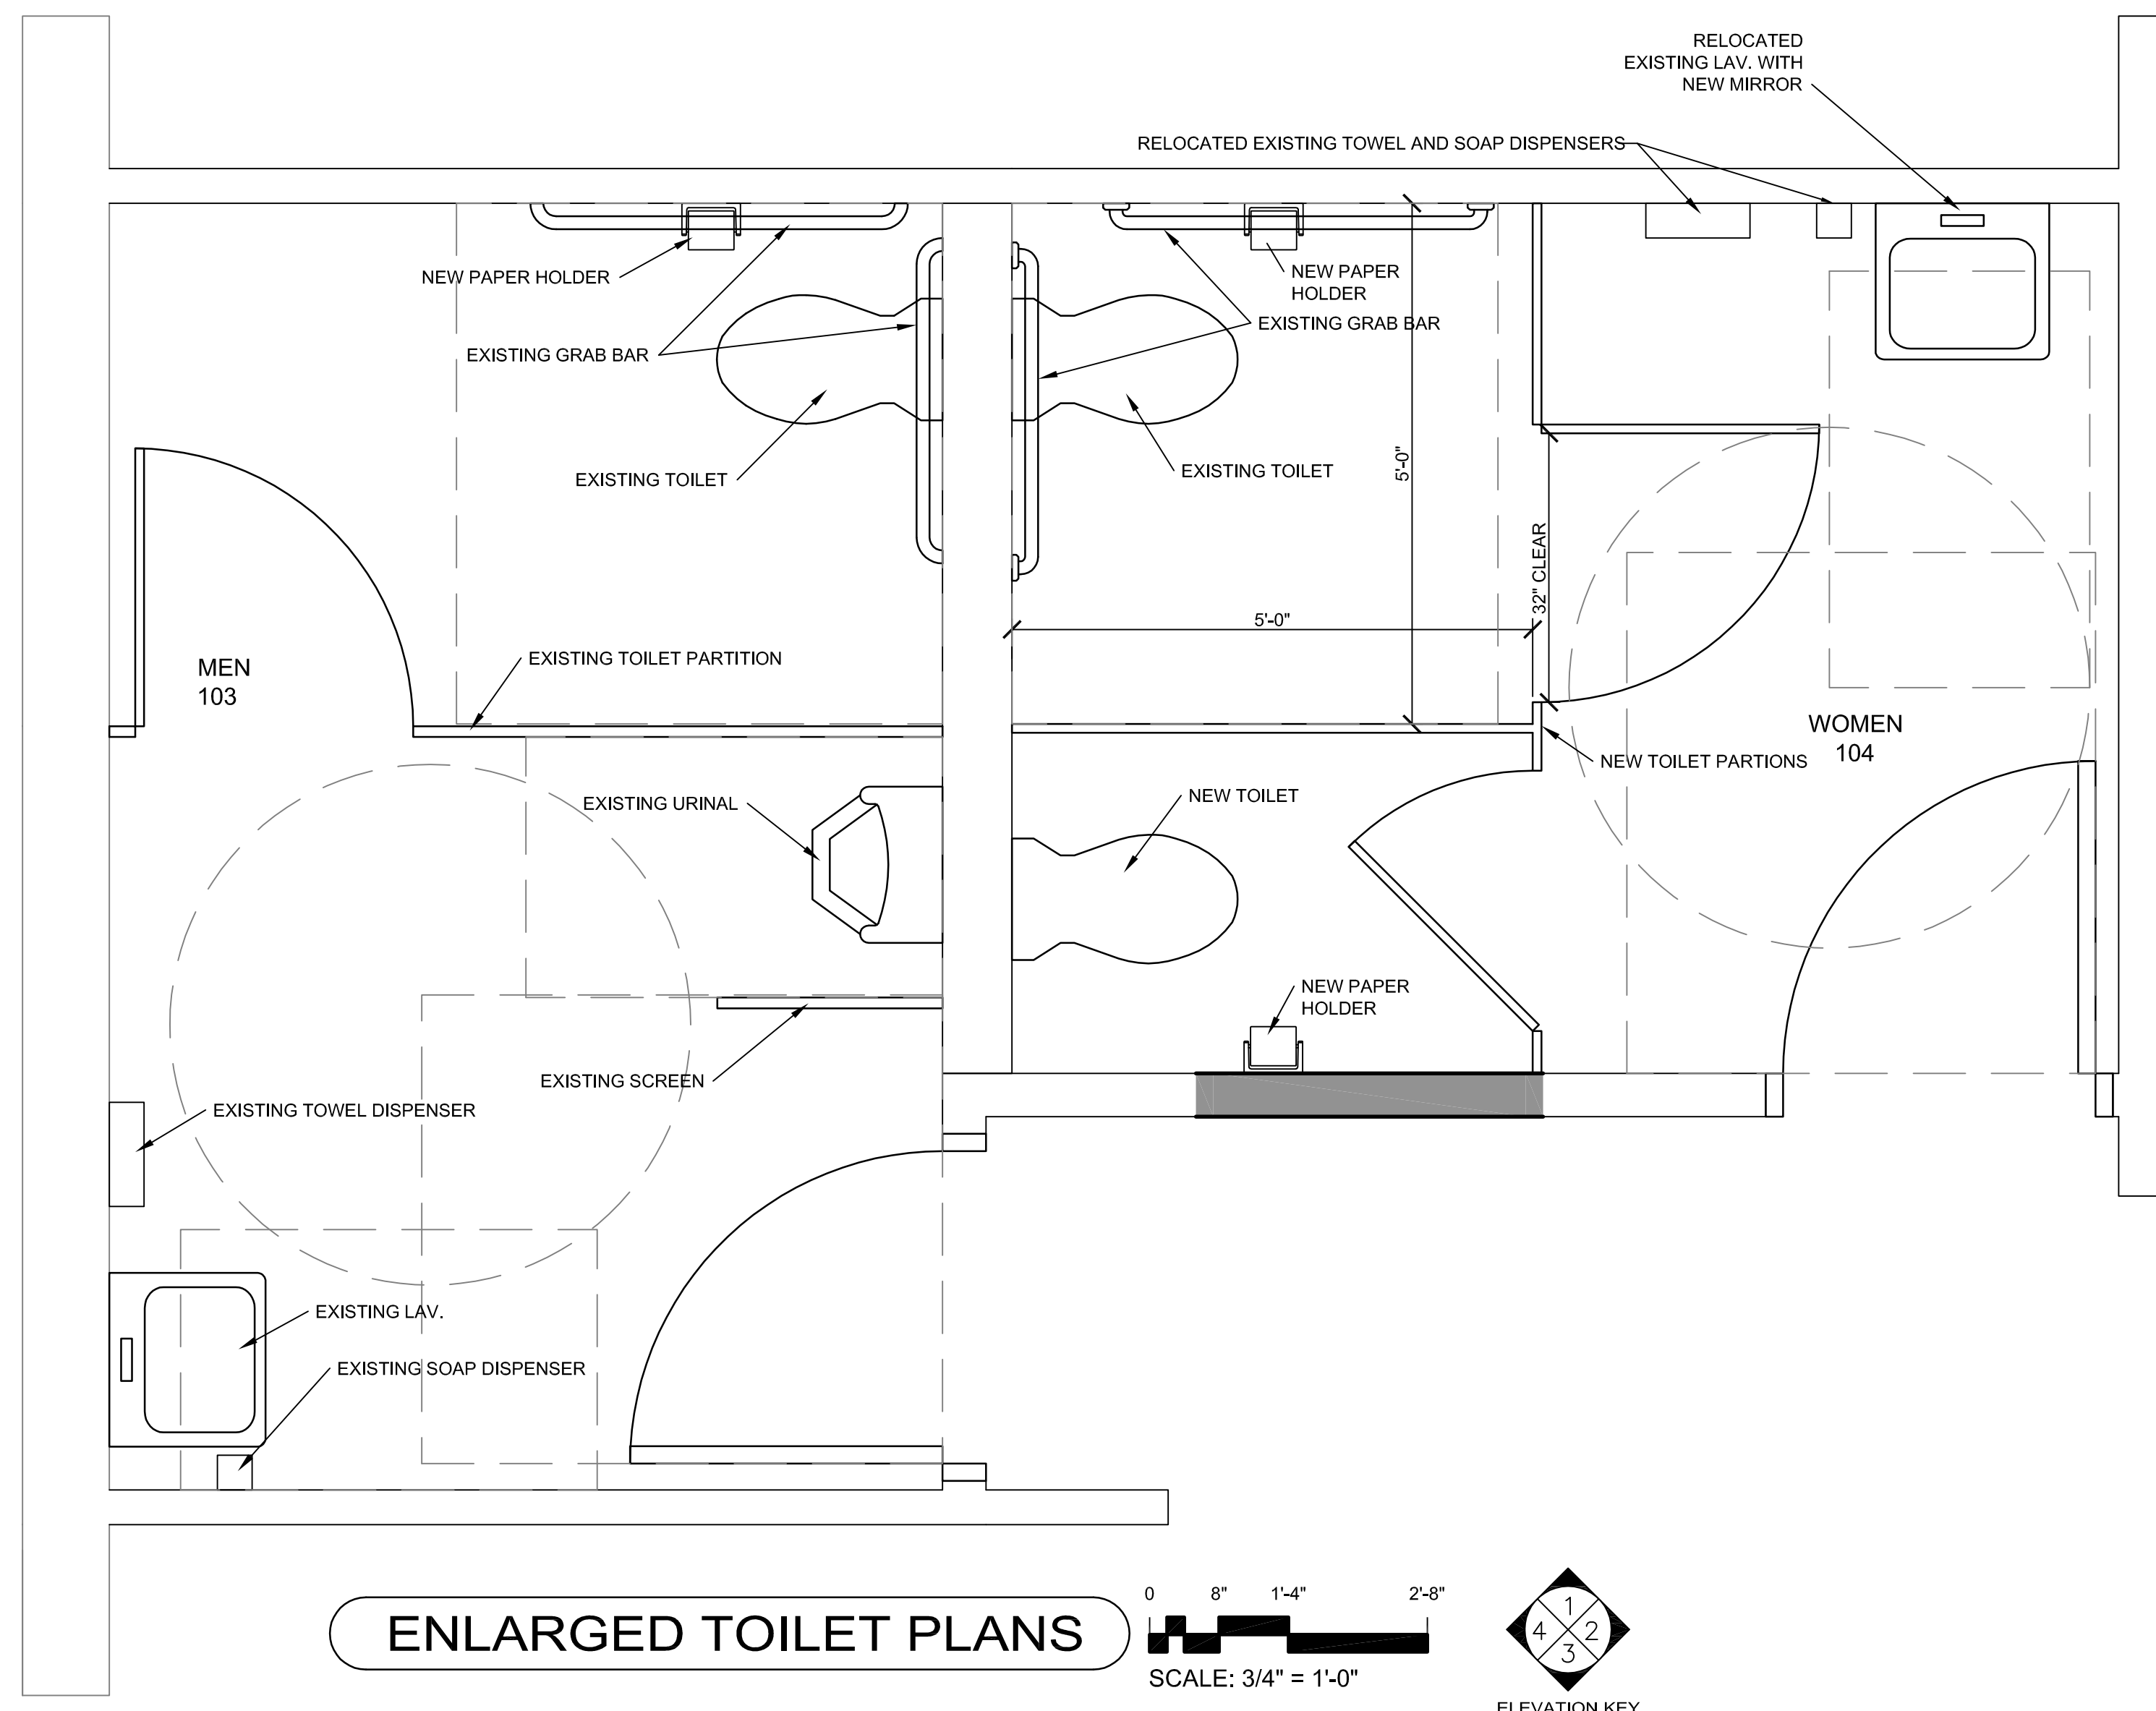 RELOCATED
EXISTING LAV. WITH
NEW MIRROR
RELOCATED EXISTING TOWEL AND SOAP DISPENSERS
NEW PAPER HOLDER
NEW PAPER
HOLDER
EXISTING GRAB BAR
EXISTING GRAB BAR
EXISTING TOILET
EXISTING TOILET
5'-0"
32" CLEAR
5'-0"
EXISTING TOILET PARTITION
MEN
103
WOMEN
104
NEW TOILET PARTIONS
EXISTING URINAL
NEW TOILET
NEW PAPER
HOLDER
EXISTING SCREEN
EXISTING TOWEL DISPENSER
EXISTING LAV.
EXISTING SOAP DISPENSER
ENLARGED TOILET PLANS
0 8" 1'-4" 2'-8"
SCALE: 3/4" = 1'-0"
1
4 2
3
ELEVATION KEY